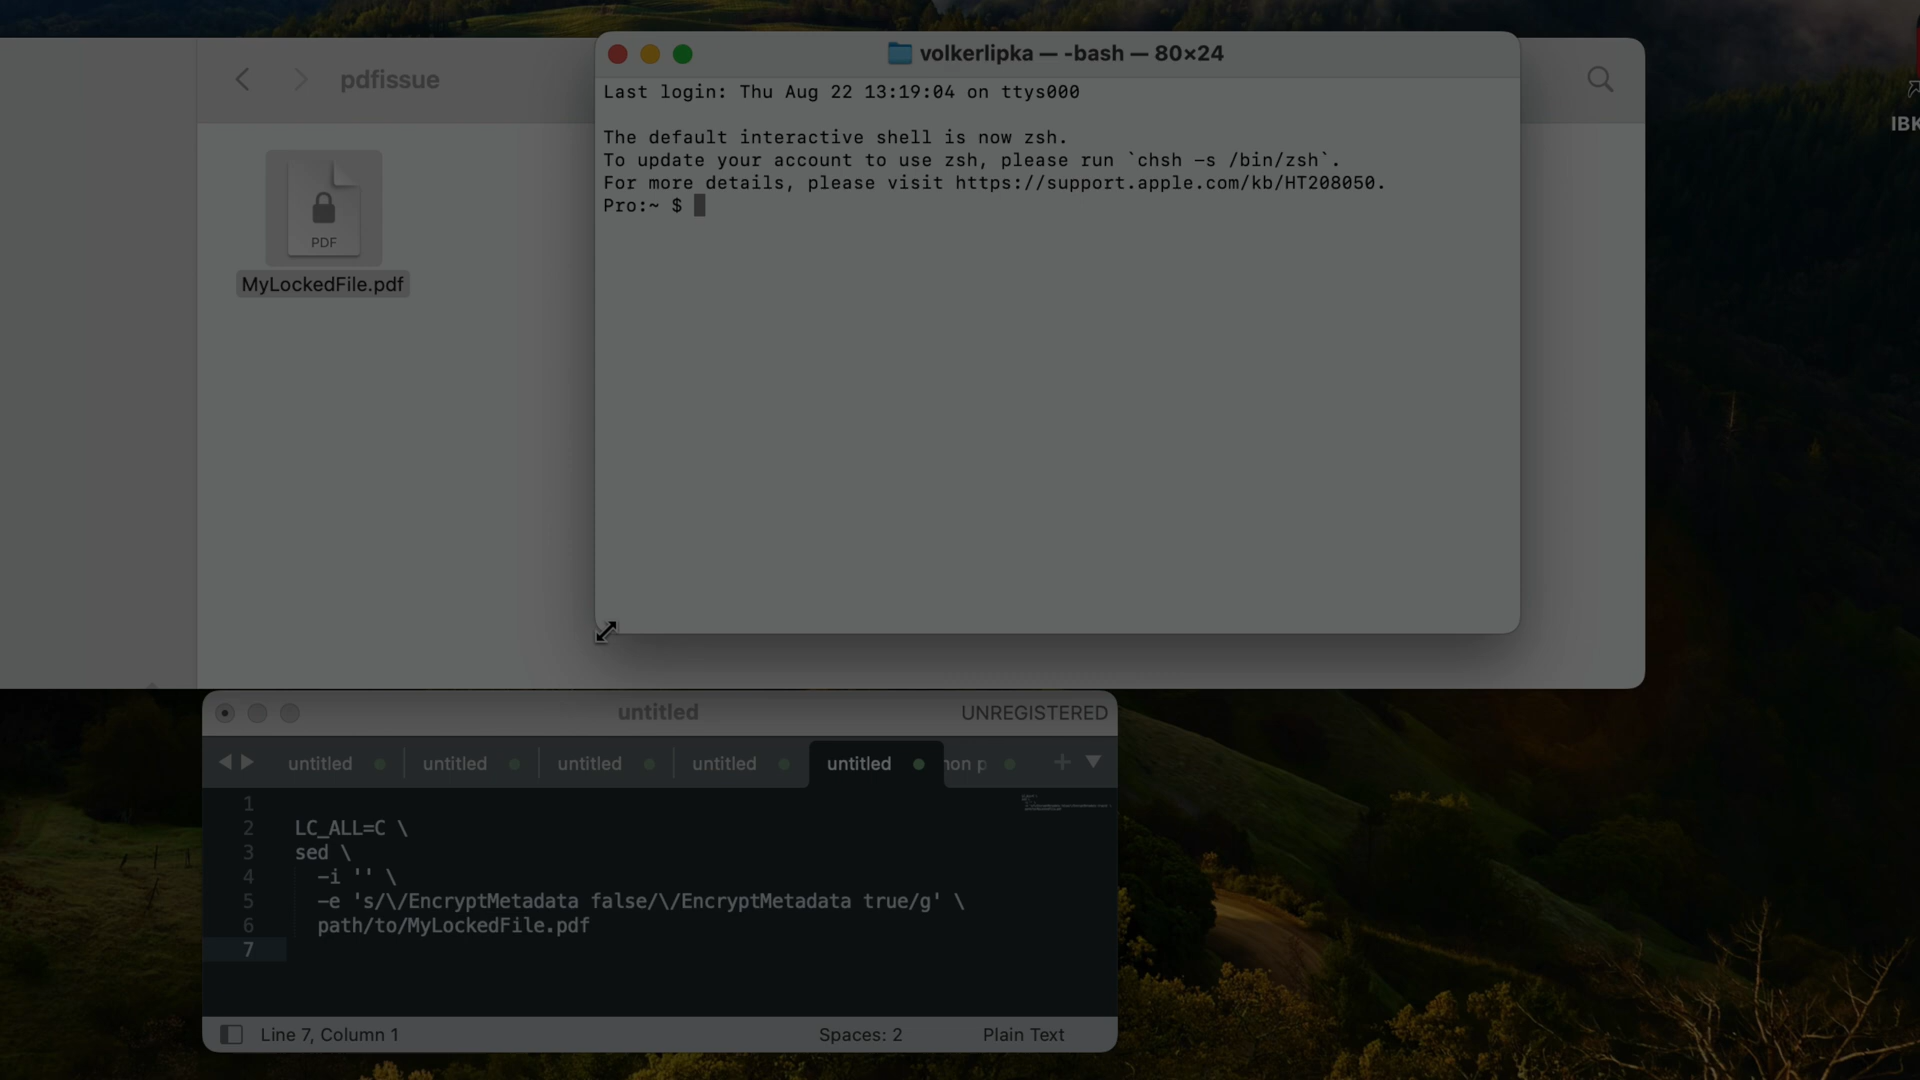 pdfissue
PDF
MyLockedFile.pdf
volkerlipka — -bash — 80×24
Last login: Thu Aug 22 13:19:04 on ttys000
The default interactive shell is now zsh.
To update your account to use zsh, please run `chsh -s /bin/zsh`.
For more details, please visit https://support.apple.com/kb/HT208050.
Pro:~ $
IBK
untitled
UNREGISTERED
untitled untitled untitled untitled untitled non p
1
2 LC_ALL=C \
3 sed \
4 -i '' \
5 -e 's/\/EncryptMetadata false/\/EncryptMetadata true/g' \
6 path/to/MyLockedFile.pdf
7
Line 7, Column 1
Spaces: 2
Plain Text